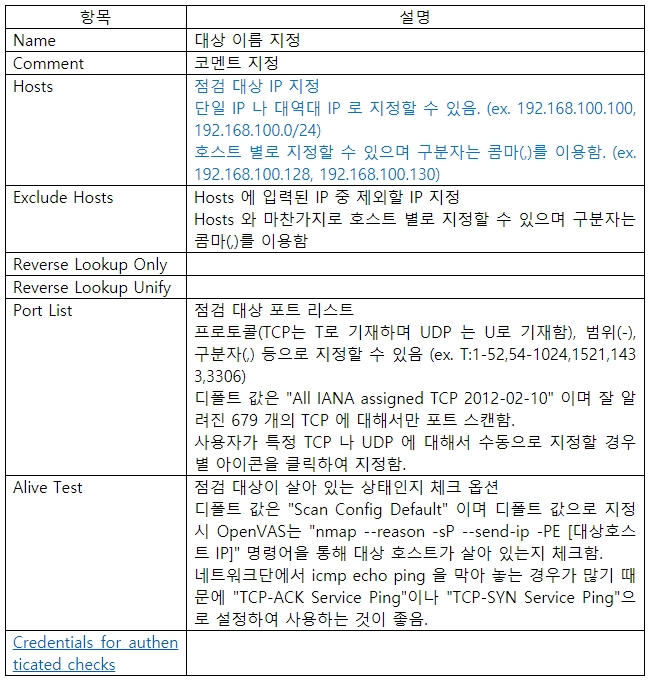 항목 설명
Name 대상 이름 지정
Comment 코멘트 지정
Hosts 점검 대상 IP 지정
단일 IP 나 대역대 IP 로 지정할 수 있음. (ex. 192.168.100.100,
192.168.100.0/24)
호스트 별로 지정할 수 있으며 구분자는 콤마(,)를 이용함. (ex.
192.168.100.128, 192.168.100.130)
Exclude Hosts Hosts 에 입력된 IP 중 제외할 IP 지정
Hosts 와 마찬가지로 호스트 별로 지정할 수 있으며 구분자는
콤마(,)를 이용함
Reverse Lookup Only
Reverse Lookup Unify
Port List 점검 대상 포트 리스트
프로토콜(TCP는 T로 기재하며 UDP 는 U로 기재함), 범위(-),
구분자(,) 등으로 지정할 수 있음 (ex. T:1-52,54-1024,1521,143
3,3306)
디폴트 값은 "All IANA assigned TCP 2012-02-10" 이며 잘 알
려진 679 개의 TCP 에 대해서만 포트 스캔함.
사용자가 특정 TCP 나 UDP 에 대해서 수동으로 지정할 경우
별 아이콘을 클릭하여 지정함.
Alive Test 점검 대상이 살아 있는 상태인지 체크 옵션
디폴트 값은 "Scan Config Default" 이며 디폴트 값으로 지정
시 OpenVAS는 "nmap --reason -sP --send-ip -PE [대상호스
트 IP]" 명령어을 통해 대상 호스트가 살아 있는지 체크함.
네트워크단에서 icmp echo ping 을 막아 놓는 경우가 많기 때
문에 "TCP-ACK Service Ping"이나 "TCP-SYN Service Ping"으
로 설정하여 사용하는 것이 좋음.
Credentials for authen
ticated checks